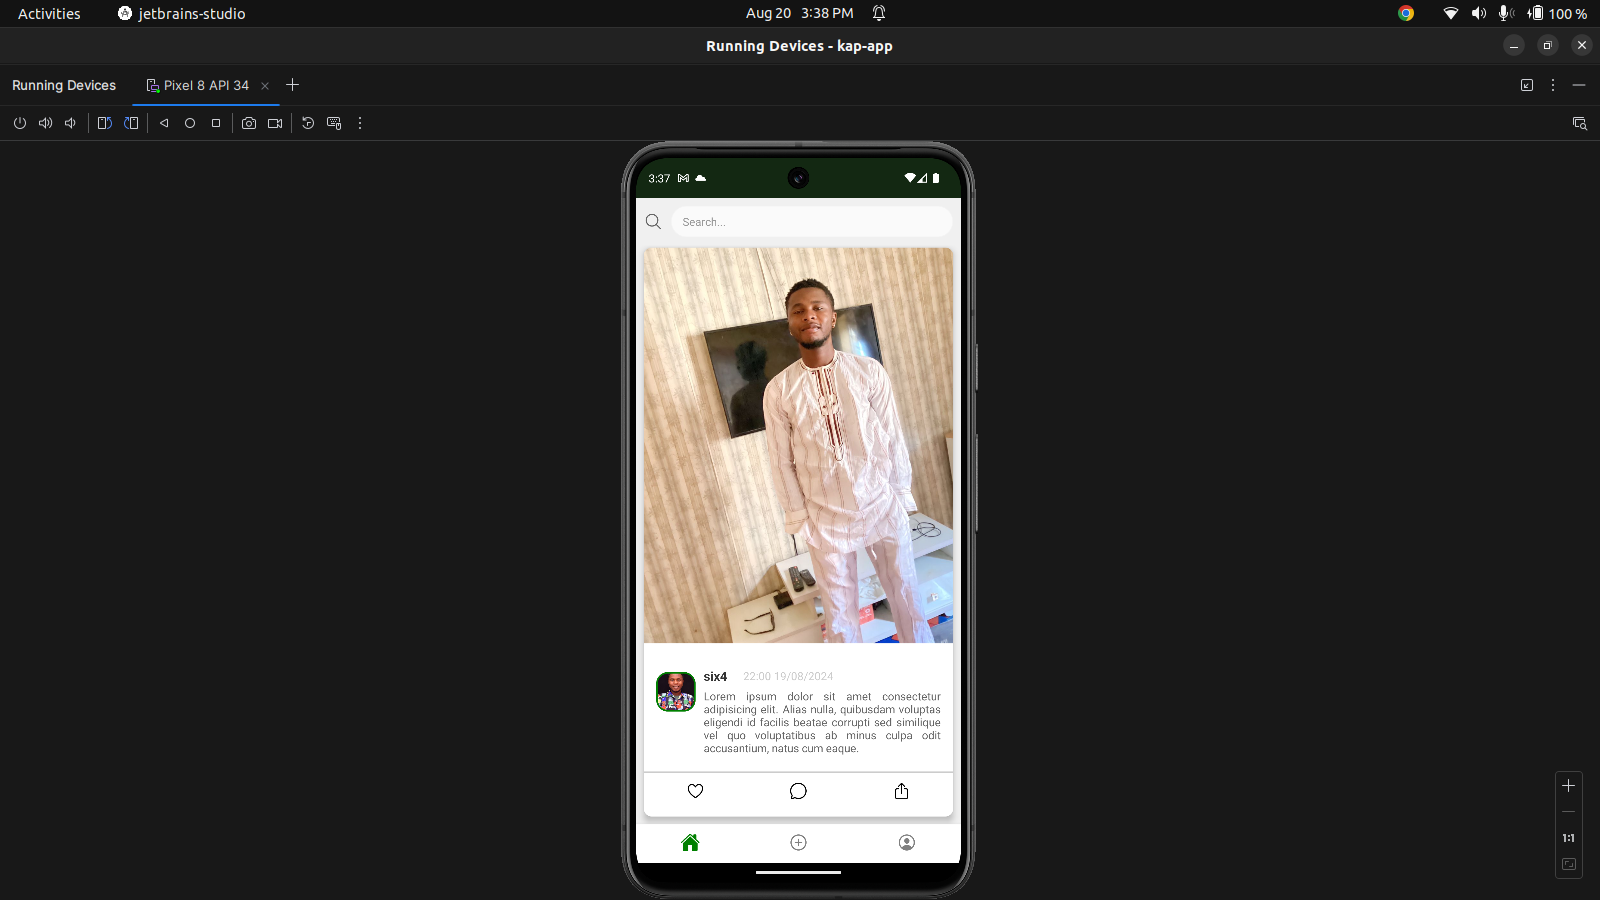 Activities
jetbrains-studio
Aug 20 3:38 PM
100 %
Running Devices - kap-app
Running Devices
Pixel 8 API 34
3:37
Search...
six4 22:00 19/08/2024
Lorem ipsum dolor sit amet consectetur
adipisicing elit. Alias nulla, quibusdam voluptas
eligendi id facilis beatae corrupti sed similique
vel quo voluptatibus ab minus culpa odit
accusantium, natus cum eaque.
1:1